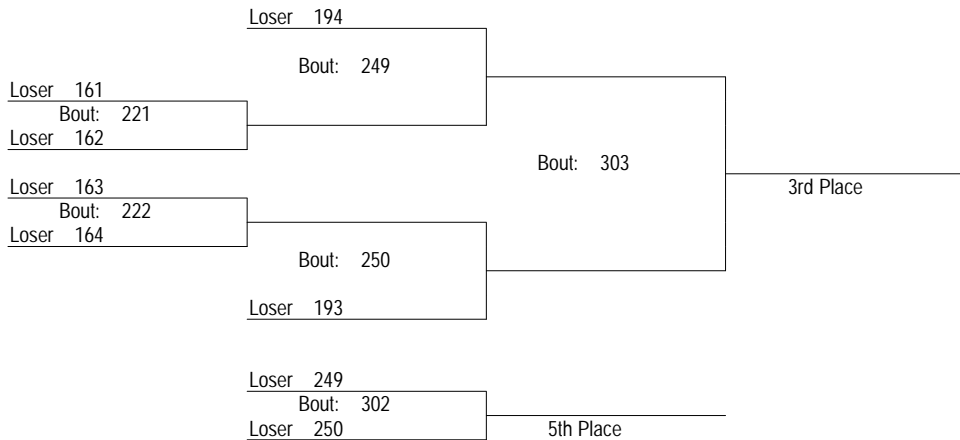 Loser 194
Bout: 249
Loser 161
Bout: 221
Loser 162
Bout: 303
Loser 163
3rd Place
Bout: 222
Loser 164
Bout: 250
Loser 193
Loser 249
Bout: 302
Loser 250
5th Place